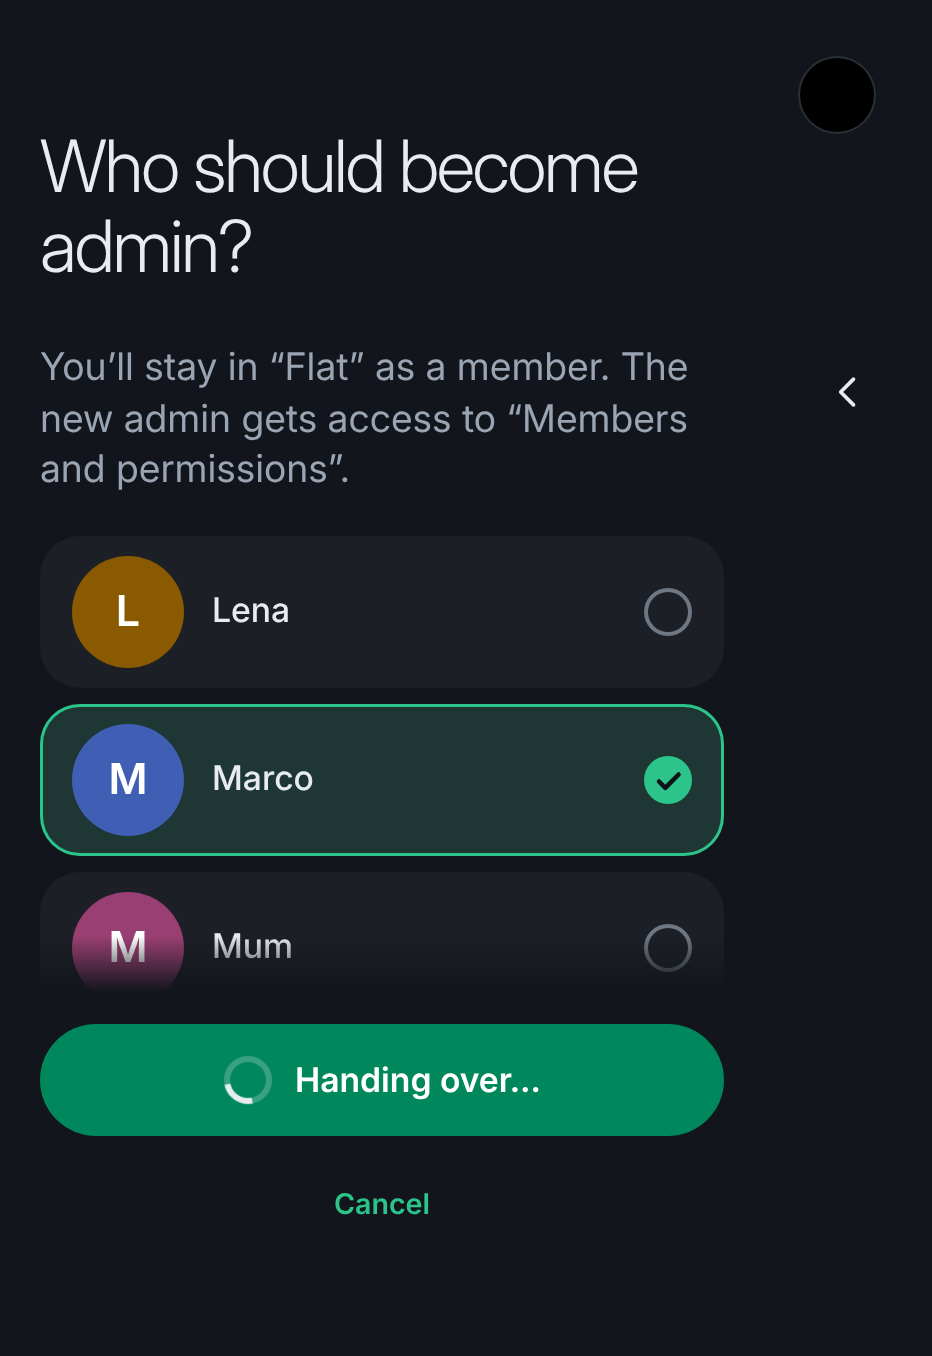 Who should become
admin?
You’ll stay in “Flat” as a member. The
new admin gets access to “Members
and permissions”.
L
Lena
M
Marco
M
Mum
Handing over...
Cancel